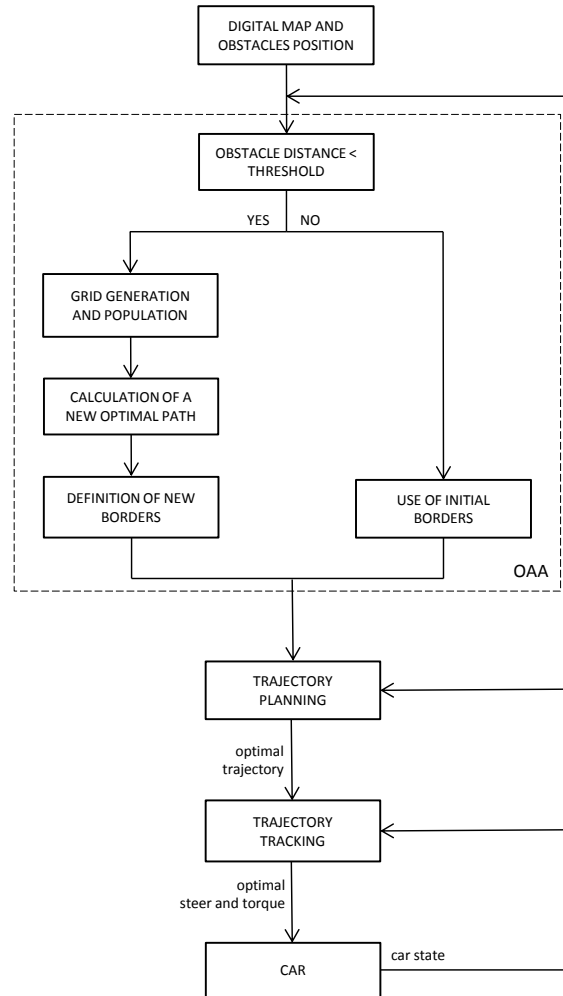 DIGITAL MAP AND
OBSTACLES POSITION
OBSTACLE DISTANCE <
THRESHOLD
YES
NO
GRID GENERATION
AND POPULATION
CALCULATION OF A
NEW OPTIMAL PATH
DEFINITION OF NEW
BORDERS
USE OF INITIAL
BORDERS
OAA
TRAJECTORY
PLANNING
optimal
trajectory
TRAJECTORY
TRACKING
optimal
steer and torque
CAR
car state